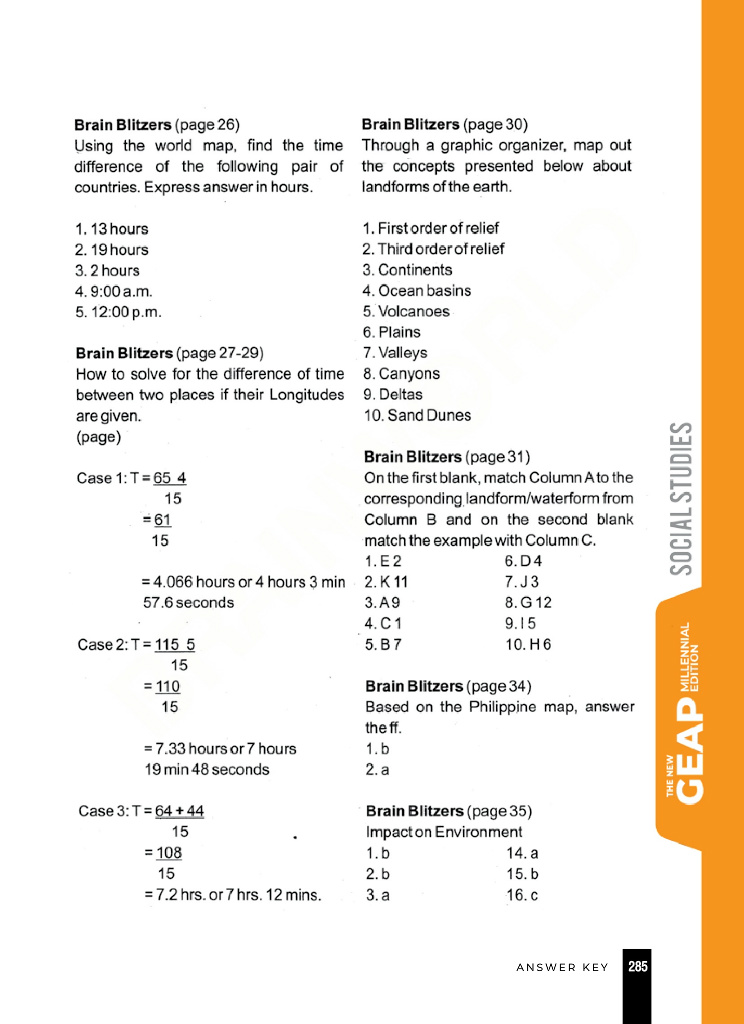 Brain Blitzers (page 26)
Using the world map, find the time
difference of the following pair of
countries. Express answer in hours.
1. 13 hours
2. 19 hours
3. 2 hours
4. 9:00 a.m.
5. 12:00 p.m.
Brain Blitzers (page 27-29)
How to solve for the difference of time
between two places if their Longitudes
are given.
(page)
Case 1: T = 65 4
15
= 61
15
= 4.066 hours or 4 hours 3 min
57.6 seconds
Case 2: T = 115 5
15
= 110
15
= 7.33 hours or 7 hours
19 min 48 seconds
Case 3: T = 64 + 44
15
= 108
15
= 7.2 hrs. or 7 hrs. 12 mins.
Brain Blitzers (page 30)
Through a graphic organizer, map out
the concepts presented below about
landforms of the earth.
1. First order of relief
2. Third order of relief
3. Continents
4. Ocean basins
5. Volcanoes
6. Plains
7. Valleys
8. Canyons
9. Deltas
10. Sand Dunes
Brain Blitzers (page 31)
On the first blank, match Column A to the
corresponding landform/waterform from
Column B and on the second blank
match the example with Column C.
1. E 2 6. D 4
2. K 11 7. J 3
3. A 9 8. G 12
4. C 1 9. I 5
5. B 7 10. H 6
Brain Blitzers (page 34)
Based on the Philippine map, answer
the ff.
1. b
2. a
Brain Blitzers (page 35)
Impact on Environment
1. b 14. a
2. b 15. b
3. a 16. c
SOCIAL STUDIES
THE NEW
GEAP
MILLENNIAL
EDITION
ANSWER KEY 285